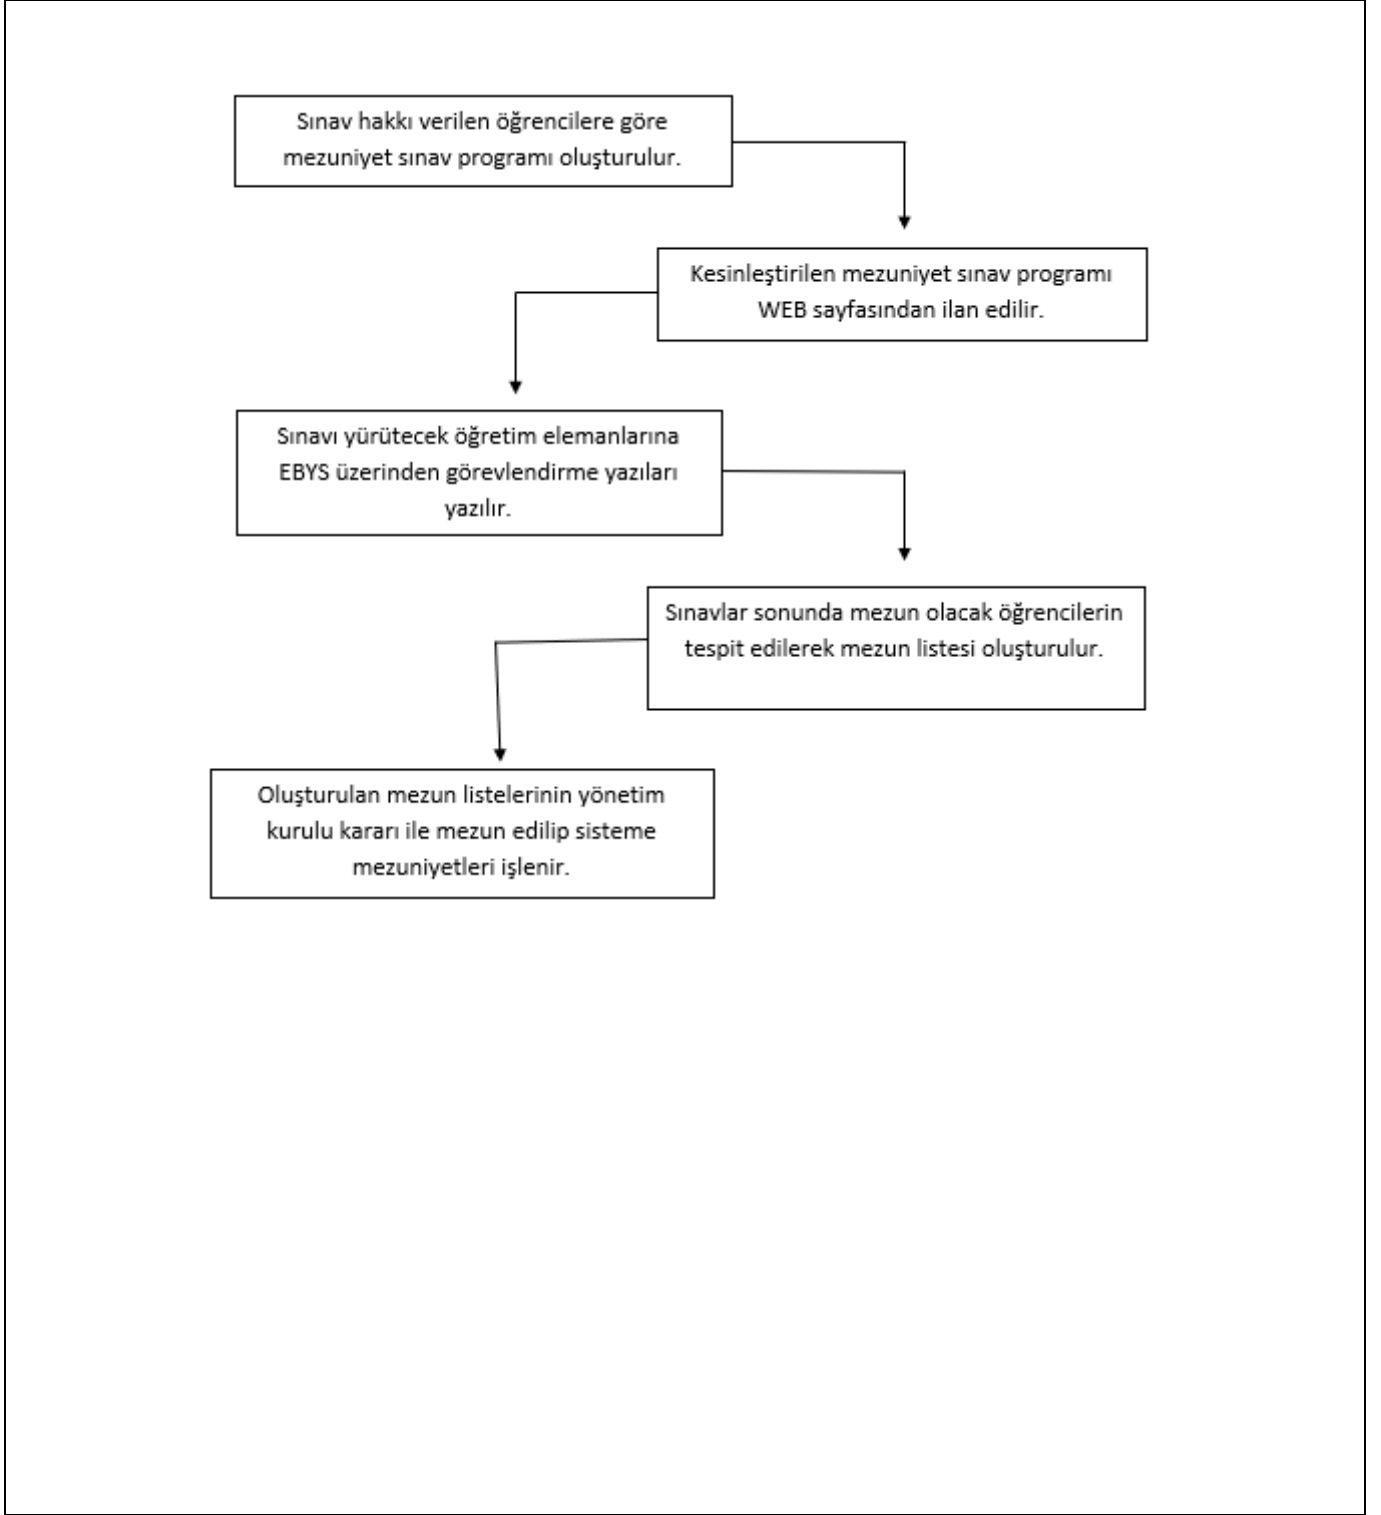 Sınav hakkı verilen öğrencilere göre
mezuniyet sınav programı oluşturulur.
Kesinleştirilen mezuniyet sınav programı
WEB sayfasından ilan edilir.
Sınavı yürütecek öğretim elemanlarına
EBYS üzerinden görevlendirme yazıları
yazılır.
Sınavlar sonunda mezun olacak öğrencilerin
tespit edilerek mezun listesi oluşturulur.
Oluşturulan mezun listelerinin yönetim
kurulu kararı ile mezun edilip sisteme
mezuniyetleri işlenir.